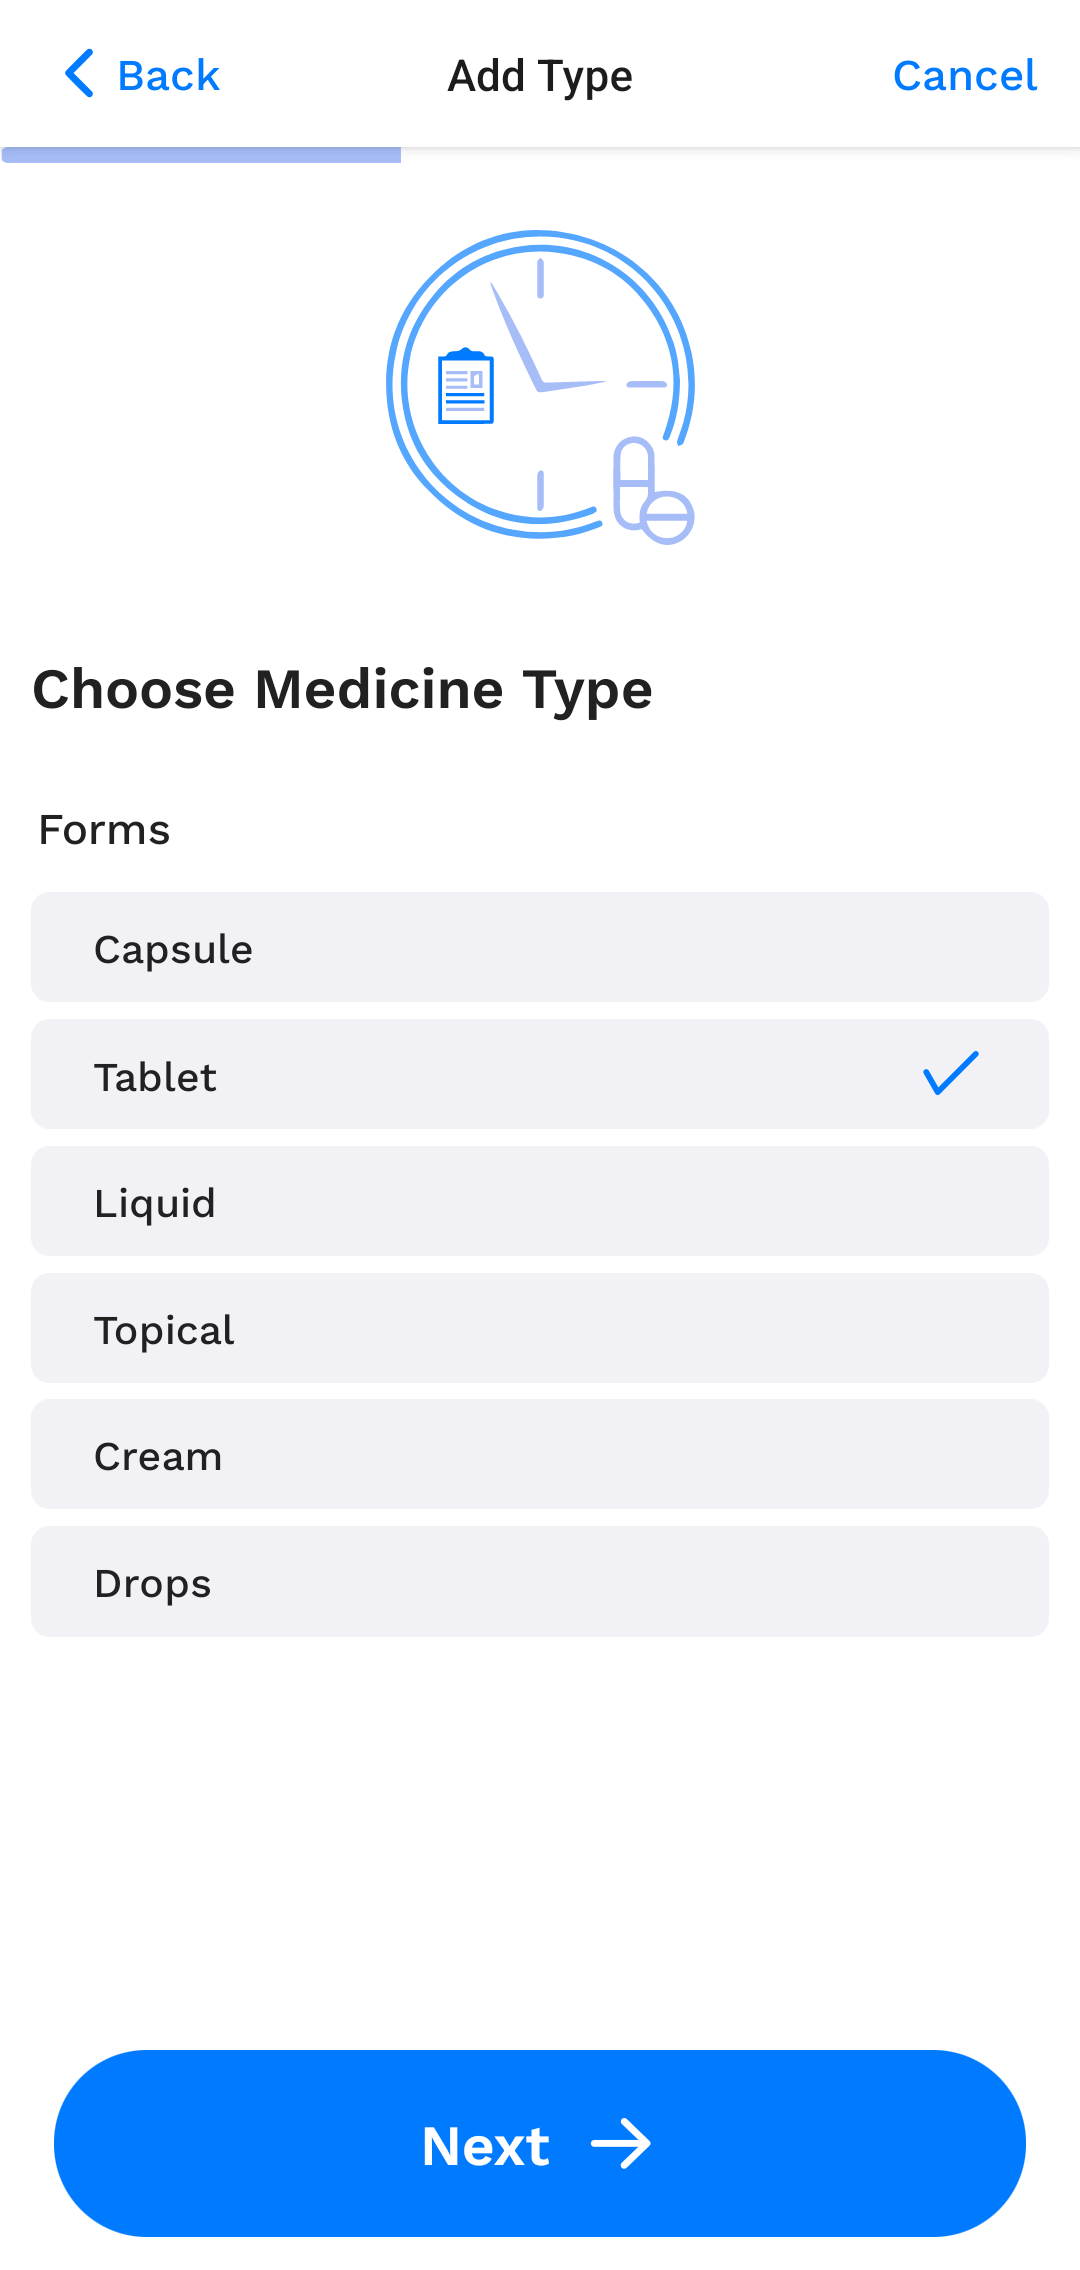 Back Add Type Cancel
Choose Medicine Type
Forms
Capsule
Tablet
Liquid
Topical
Cream
Drops
Next